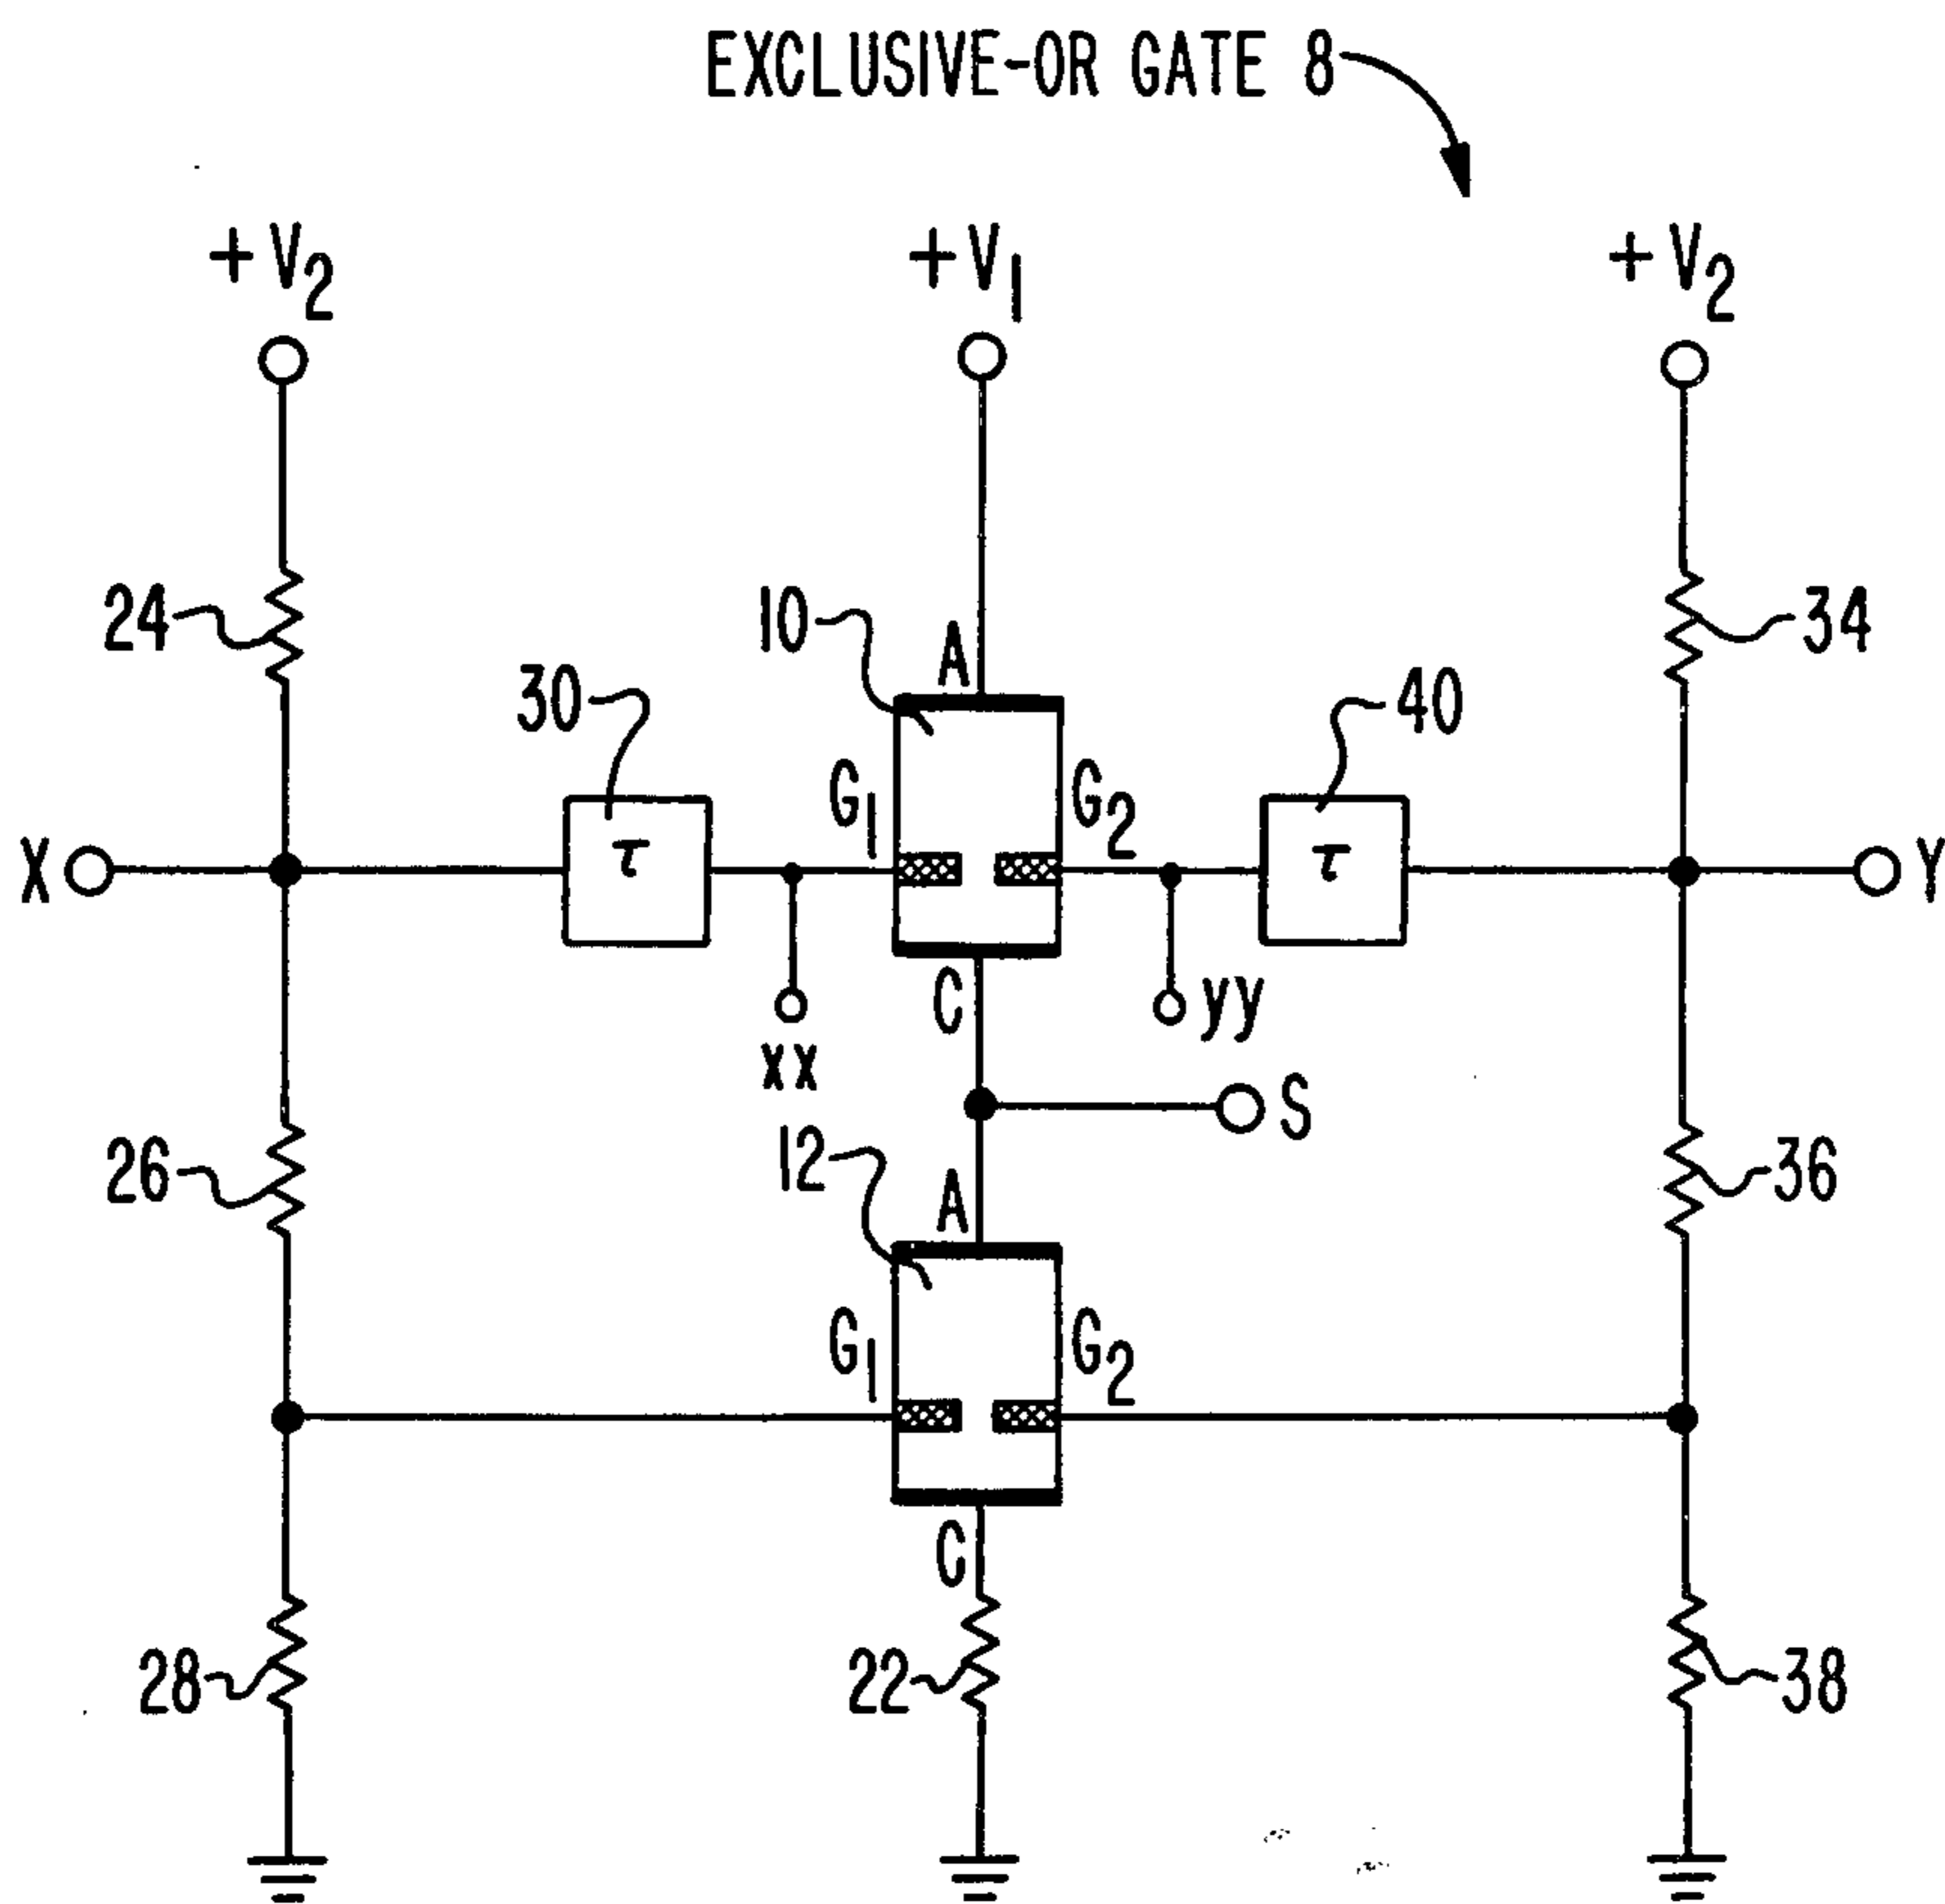 EXCLUSIVE-OR GATE 8
+V2 +V1 +V2
24 10 A 34
30 40
G1 G2
X τ τ Y
C yy
xx
S
26 12 A 36
G1 G2
C
28 22 38